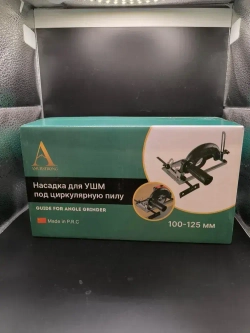 A
Насадка для УШМ
под циркулярную пилу
GUIDE FOR ANGLE GRINDER
Made in P.R.C
100-125 мм